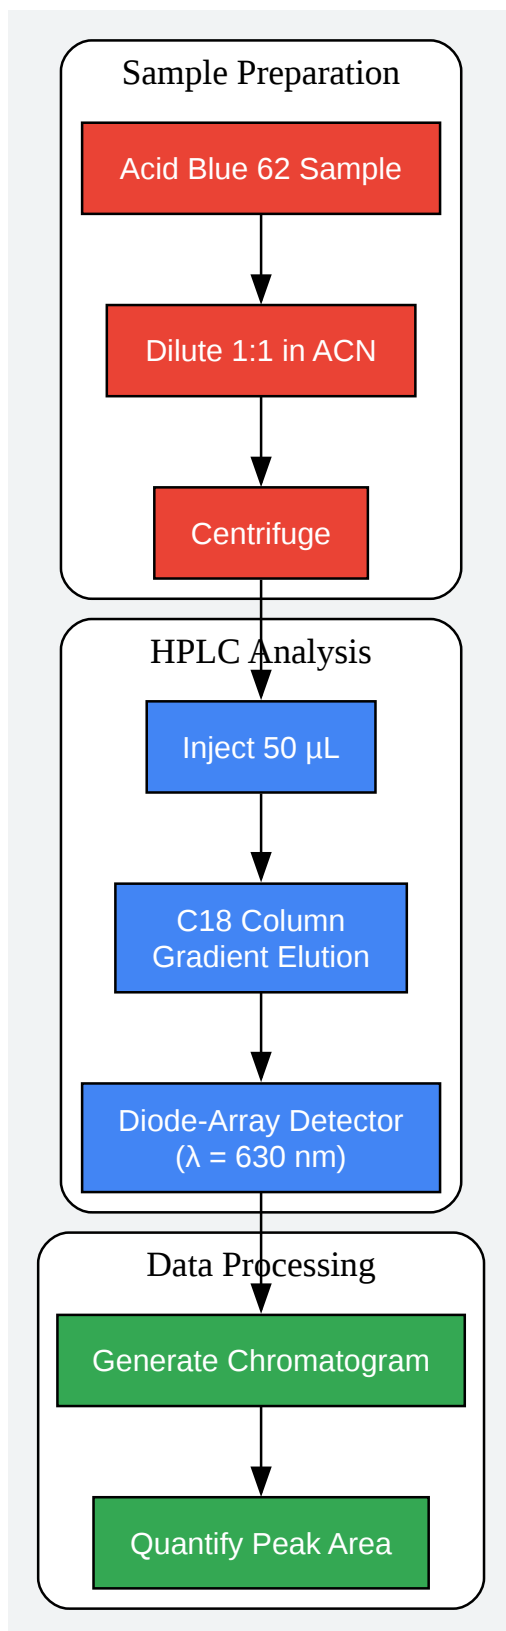 Sample Preparation
Acid Blue 62 Sample
Dilute 1:1 in ACN
Centrifuge
HPLC Analysis
Inject 50 µL
C18 Column
Gradient Elution
Diode-Array Detector
(λ = 630 nm)
Data Processing
Generate Chromatogram
Quantify Peak Area